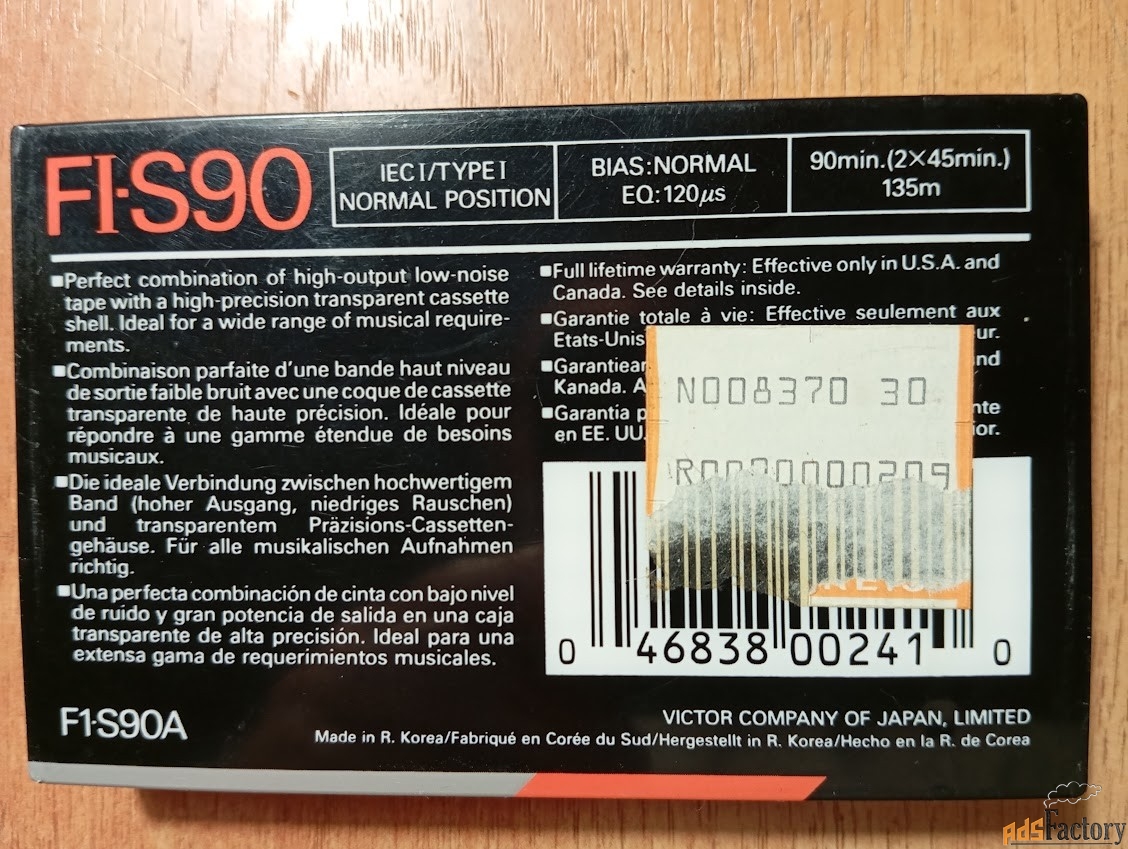 FI-S90
IEC I/TYPE I
NORMAL POSITION
BIAS:NORMAL
EQ:120μs
90min.(2×45min.)
135m
■Perfect combination of high-output low-noise
tape with a high-precision transparent cassette
shell. Ideal for a wide range of musical require-
ments.
■Combinaison parfaite d'une bande haut niveau
de sortie faible bruit avec une coque de cassette
transparente de haute précision. Idéale pour
répondre à une gamme étendue de besoins
musicaux.
■Die ideale Verbindung zwischen hochwertigem
Band (hoher Ausgang, niedriges Rauschen)
und transparentem Präzisions-Cassetten-
gehäuse. Für alle musikalischen Aufnahmen
richtig.
■Una perfecta combinación de cinta con bajo nivel
de ruido y gran potencia de salida en una caja
transparente de alta precisión. Ideal para una
extensa gama de requerimientos musicales.
■Full lifetime warranty: Effective only in U.S.A. and
Canada. See details inside.
■Garantie totale à vie: Effective seulement aux
Etats-Unis
■
Kanada.
■Garantia
en EE. UU.
N008370 30
0 46838 00241 0
F1-S90A
VICTOR COMPANY OF JAPAN, LIMITED
Made in R. Korea/Fabriqué en Corée du Sud/Hergestellt in R. Korea/Hecho en la R. de Corea
AdsFactory